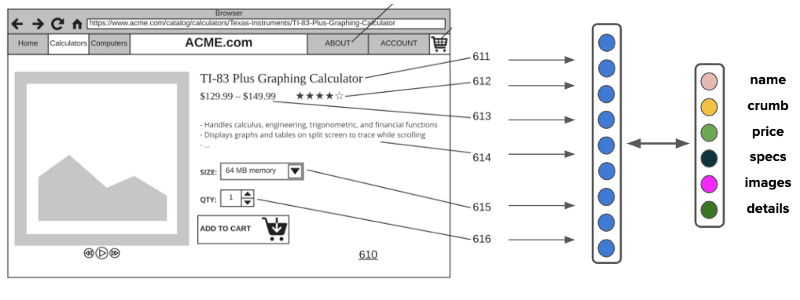 Browser
https://www.acme.com/catalog/calculators/Texas-Instruments/TI-83-Plus-Graphing-Calculator
Home Calculators Computers ACME.com ABOUT ACCOUNT
TI-83 Plus Graphing Calculator
$129.99 – $149.99 ★★★★☆
- Handles calculus, engineering, trigonometric, and financial functions
- Displays graphs and tables on split screen to trace while scrolling
- ...
SIZE: 64 MB memory
QTY: 1
ADD TO CART
610
611
612
613
614
615
616
name
crumb
price
specs
images
details